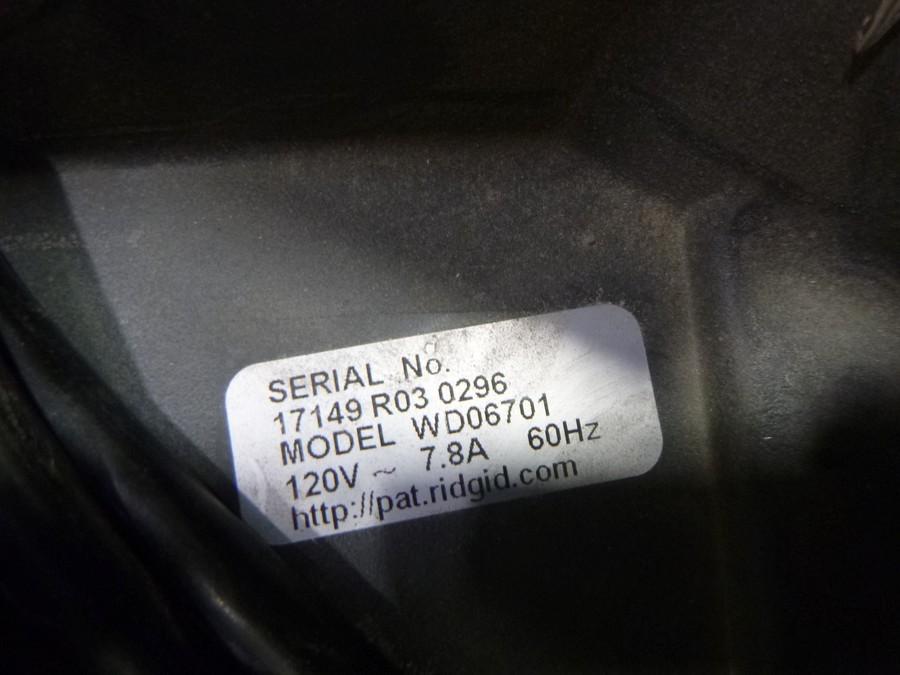 SERIAL No.
17149 R03 0296
MODEL WD06701
120V ~ 7.8A 60Hz
http://pat.ridgid.com